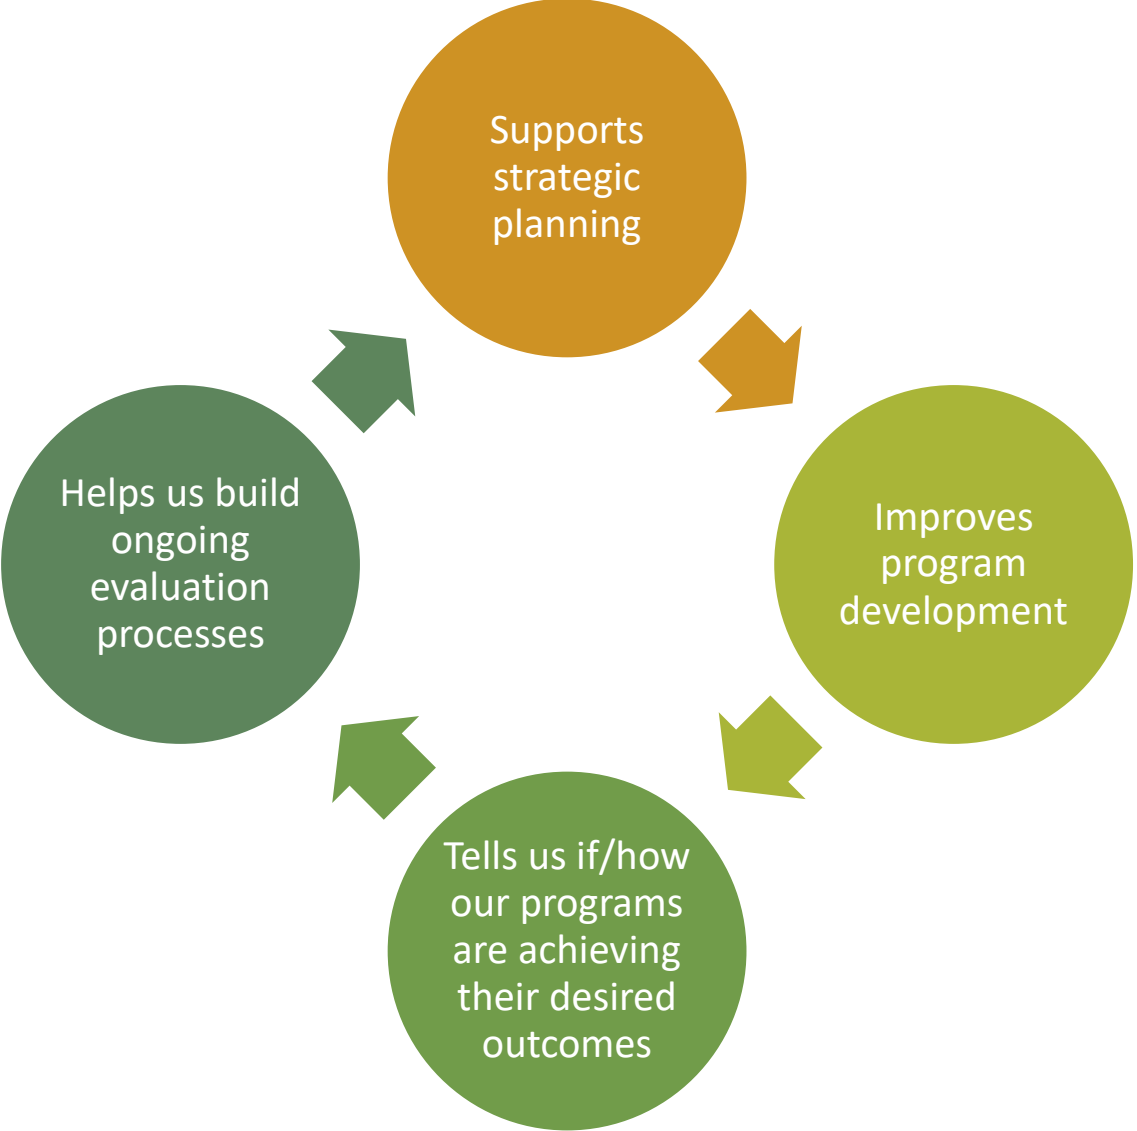 Supports
strategic
planning
Improves
program
development
Tells us if/how
our programs
are achieving
their desired
outcomes
Helps us build
ongoing
evaluation
processes